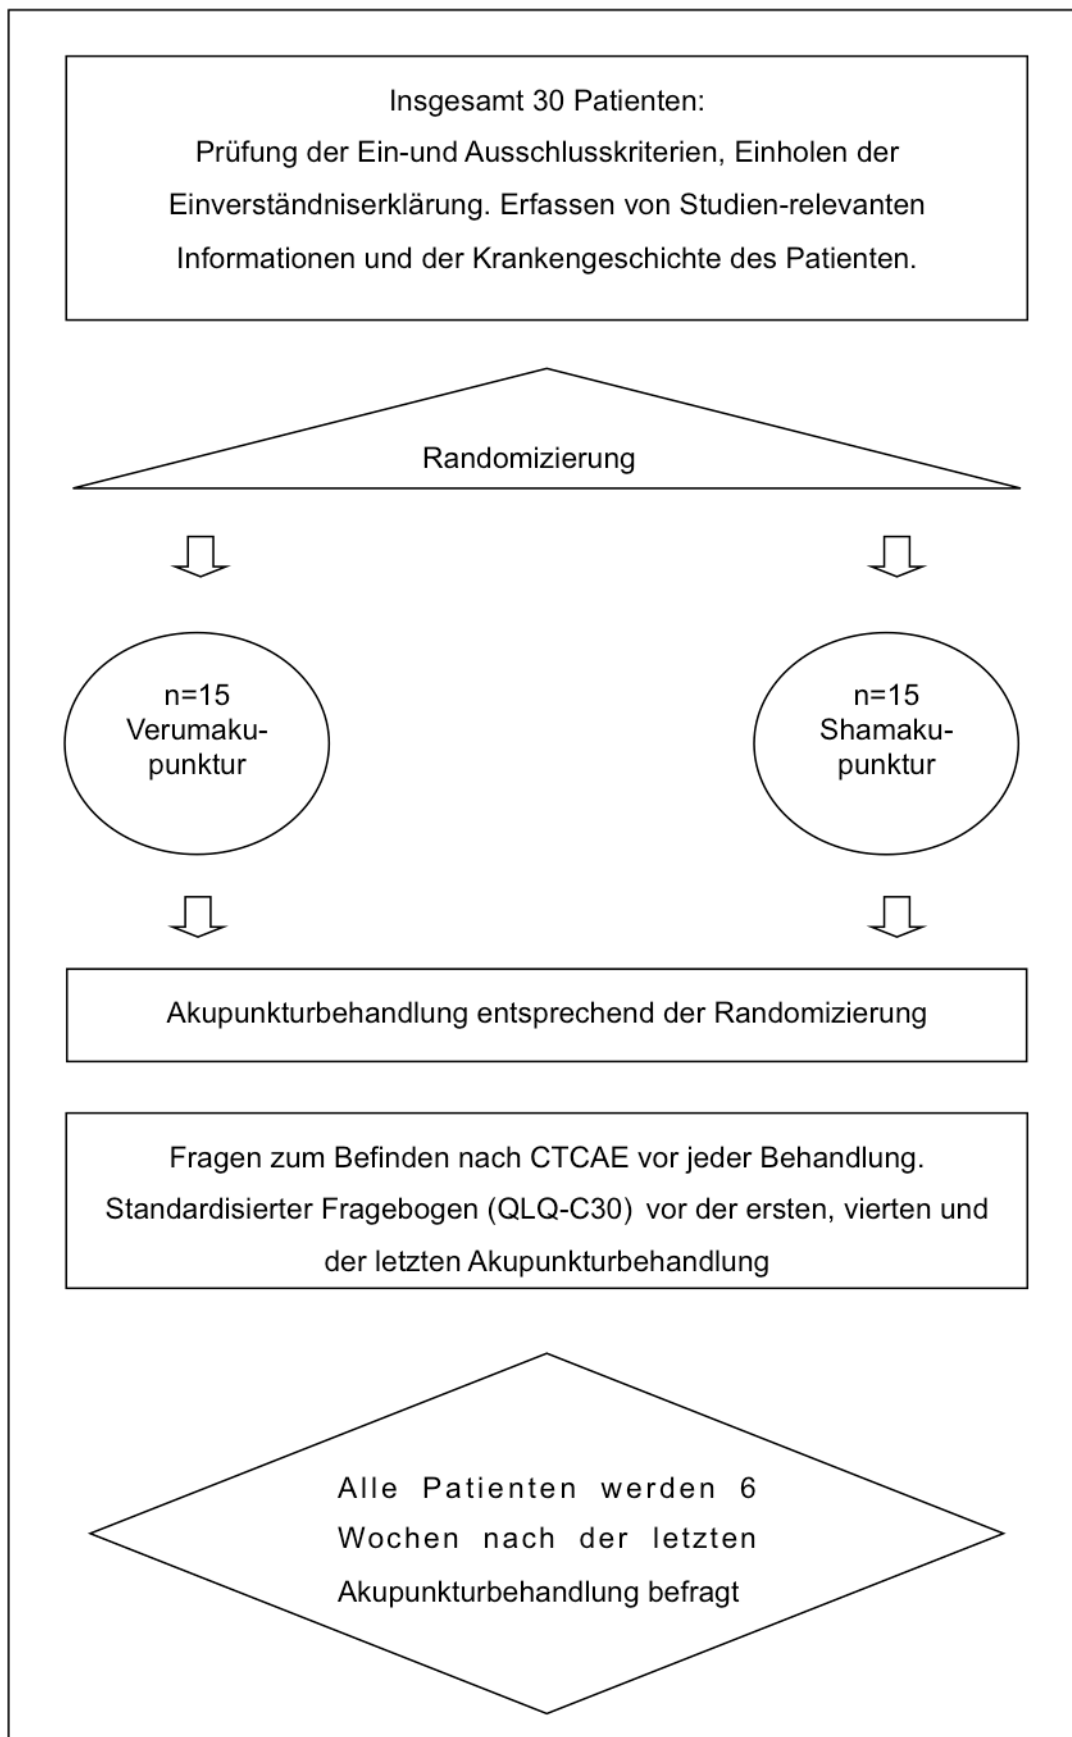 Insgesamt 30 Patienten:
Prüfung der Ein-und Ausschlusskriterien, Einholen der
Einverständniserklärung. Erfassen von Studien-relevanten
Informationen und der Krankengeschichte des Patienten.
Randomizierung
n=15
Verumaku-
punktur
n=15
Shamaku-
punktur
Akupunkturbehandlung entsprechend der Randomizierung
Fragen zum Befinden nach CTCAE vor jeder Behandlung.
Standardisierter Fragebogen (QLQ-C30) vor der ersten, vierten und
der letzten Akupunkturbehandlung
Alle Patienten werden 6
Wochen nach der letzten
Akupunkturbehandlung befragt